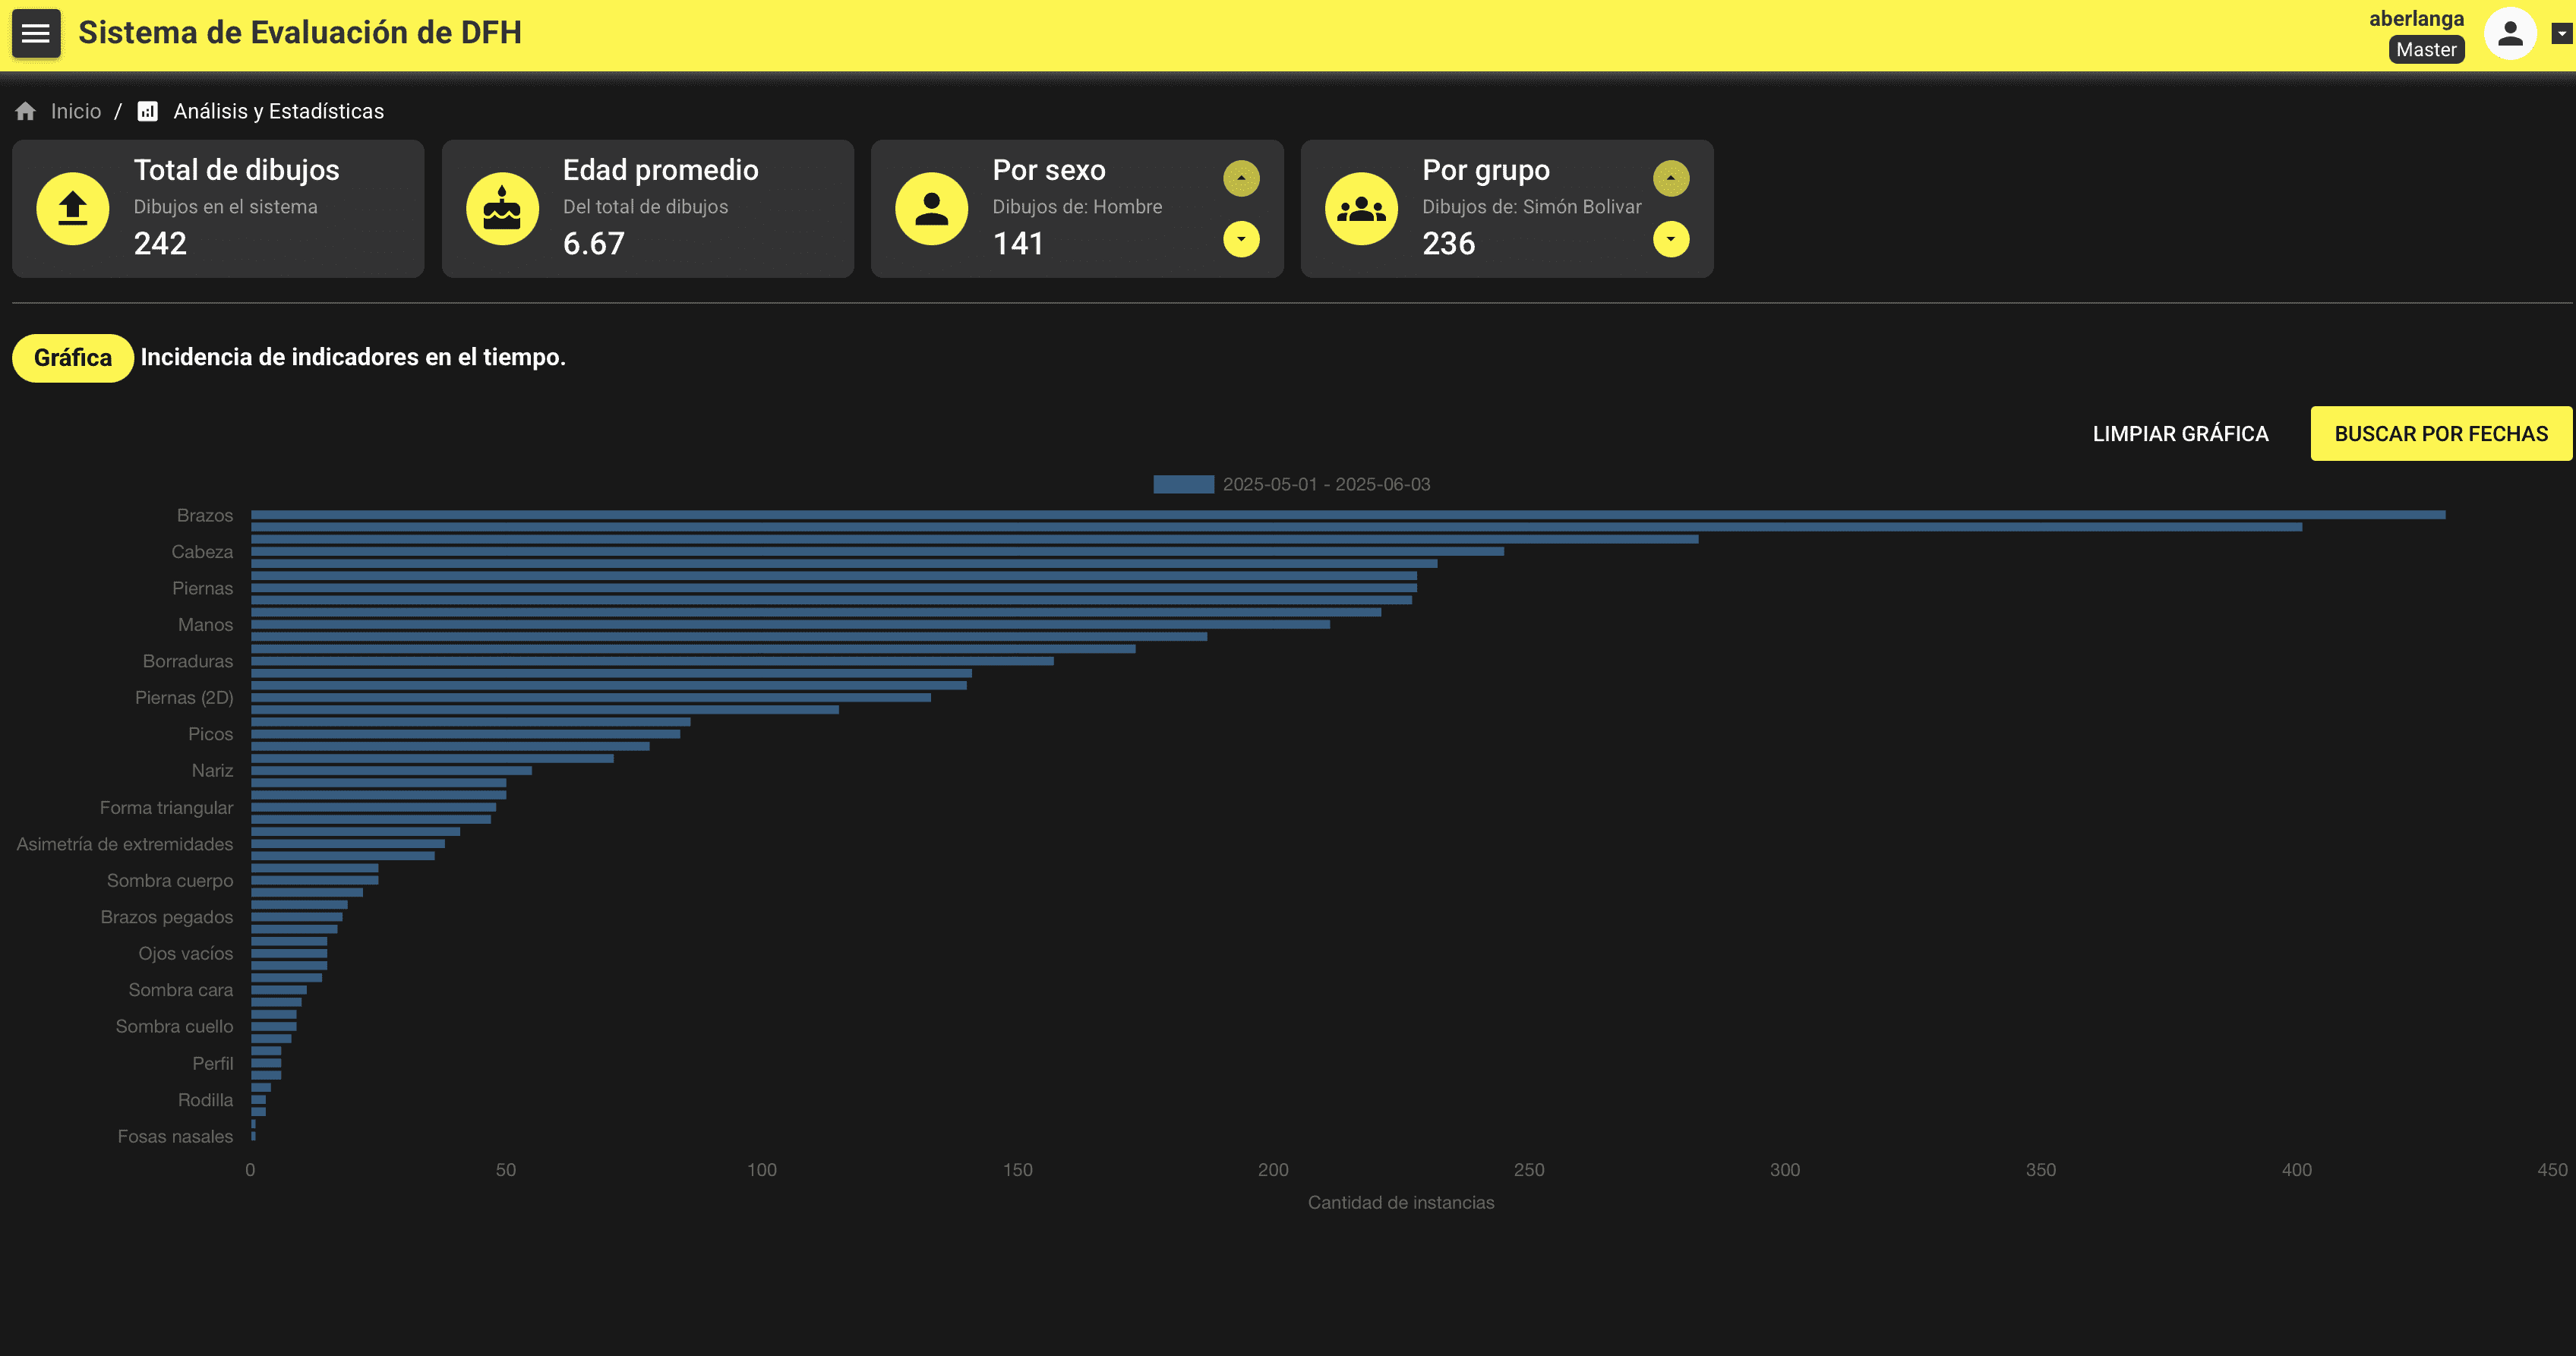 Sistema de Evaluación de DFH
aberlanga
Master
Inicio / Análisis y Estadísticas
Total de dibujos
Dibujos en el sistema
242
Edad promedio
Del total de dibujos
6.67
Por sexo
Dibujos de: Hombre
141
Por grupo
Dibujos de: Simón Bolivar
236
Gráfica Incidencia de indicadores en el tiempo.
LIMPIAR GRÁFICA
BUSCAR POR FECHAS
2025-05-01 - 2025-06-03
Brazos
Cabeza
Piernas
Manos
Borraduras
Piernas (2D)
Picos
Nariz
Forma triangular
Asimetría de extremidades
Sombra cuerpo
Brazos pegados
Ojos vacíos
Sombra cara
Sombra cuello
Perfil
Rodilla
Fosas nasales
0 50 100 150 200 250 300 350 400 450
Cantidad de instancias